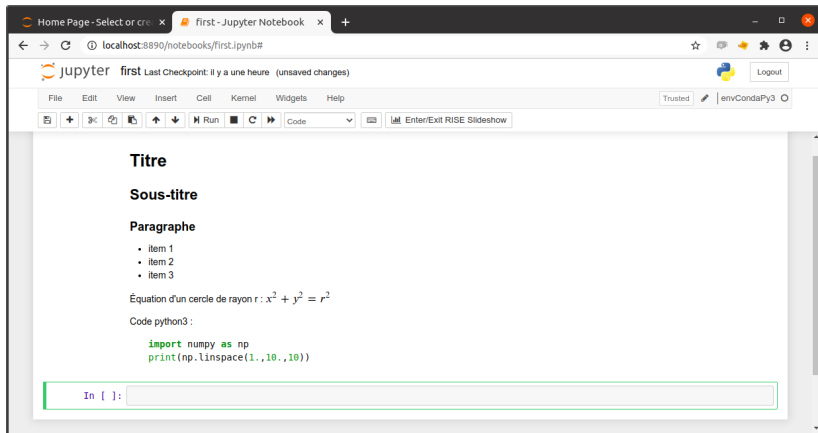 Home Page - Select or cre
first - Jupyter Notebook
localhost:8890/notebooks/first.ipynb#
jupyter first Last Checkpoint: il y a une heure (unsaved changes)
Logout
File Edit View Insert Cell Kernel Widgets Help
Trusted envCondaPy3
Run Code Enter/Exit RISE Slideshow
Titre
Sous-titre
Paragraphe
• item 1
• item 2
• item 3
Équation d'un cercle de rayon r : x² + y² = r²
Code python3 :
import numpy as np
print(np.linspace(1.,10.,10))
In [ ]: